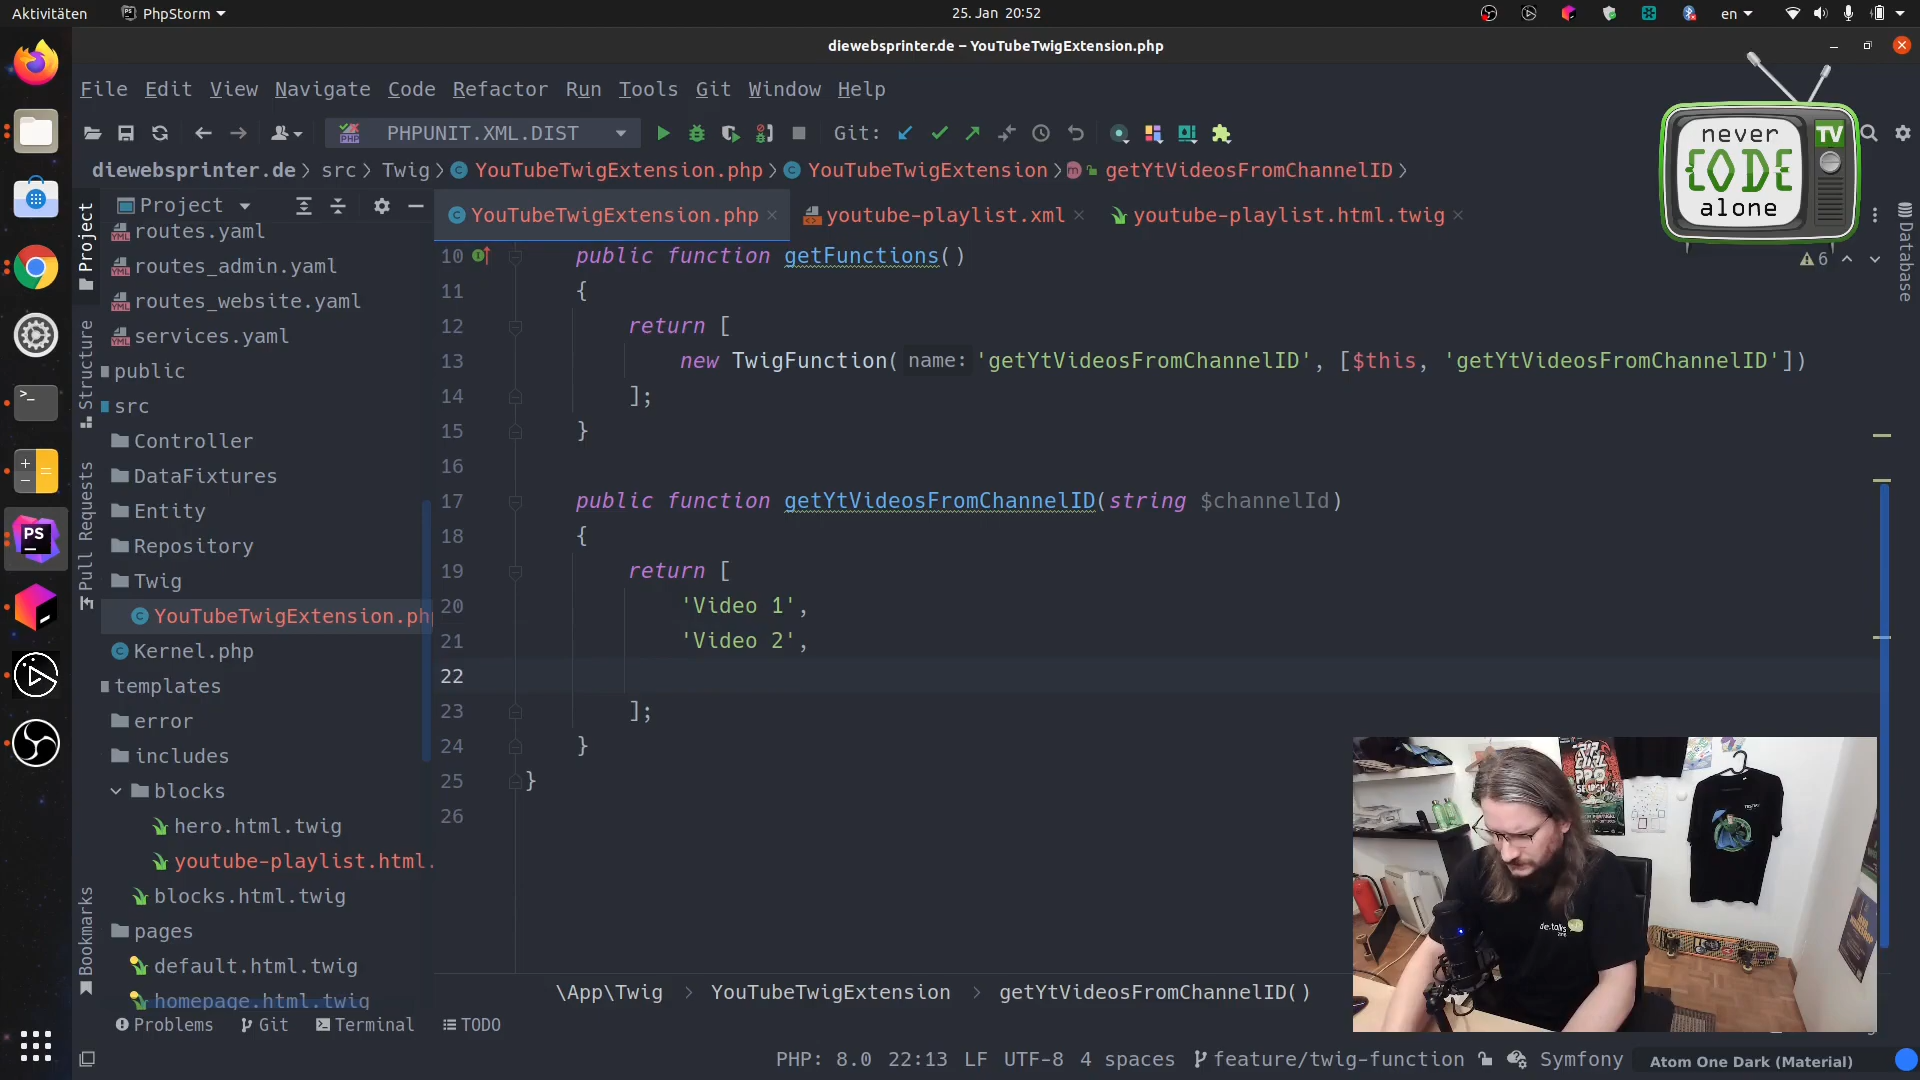 Aktivitäten
PhpStorm
25. Jan 20:52
en
diewebsprinter.de – YouTubeTwigExtension.php
File Edit View Navigate Code Refactor Run Tools Git Window Help
PHPUNIT.XML.DIST
Git:
never
{CODE}
alone
TV
diewebsprinter.de > src > Twig > YouTubeTwigExtension.php > YouTubeTwigExtension > getYtVideosFromChannelID >
Project
YouTubeTwigExtension.php
youtube-playlist.xml
youtube-playlist.html.twig
Project
Structure
Pull Requests
Bookmarks
Database
6
routes.yaml
routes_admin.yaml
routes_website.yaml
services.yaml
public
src
Controller
DataFixtures
Entity
Repository
Twig
YouTubeTwigExtension.ph
Kernel.php
templates
error
includes
blocks
hero.html.twig
youtube-playlist.html.
blocks.html.twig
pages
default.html.twig
homepage.html.twig
10 public function getFunctions()
11 {
12 return [
13 new TwigFunction( name: 'getYtVideosFromChannelID', [$this, 'getYtVideosFromChannelID'])
14 ];
15 }
16
17 public function getYtVideosFromChannelID(string $channelId)
18 {
19 return [
20 'Video 1',
21 'Video 2',
22
23 ];
24 }
25 }
26
\App\Twig > YouTubeTwigExtension > getYtVideosFromChannelID()
Problems Git Terminal TODO
PHP: 8.0 22:13 LF UTF-8 4 spaces feature/twig-function Symfony Atom One Dark (Material)
PS